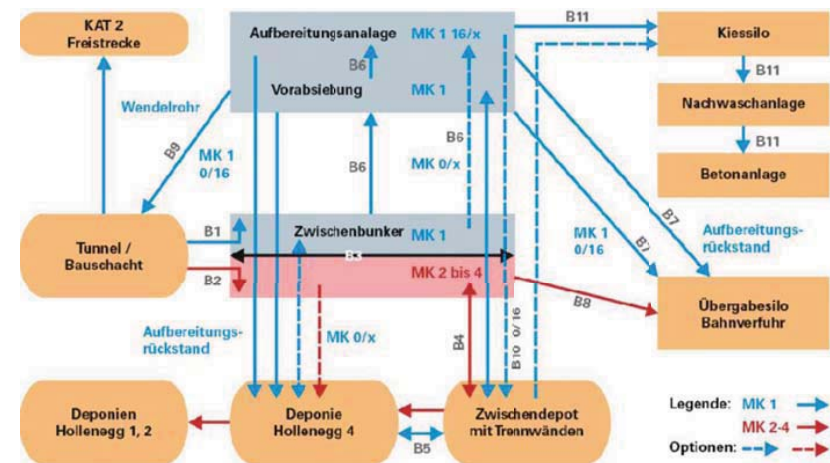 KAT 2
Freistrecke
Aufbereitungsanalage MK 1 16/x
B6
Vorabsiebung MK 1
B11
Kiessilo
B11
Nachwaschanlage
B11
Betonanlage
Wendelrohr
B9
MK 1
0/16
B6
B6
MK 0/x
B7
B7
MK 1
0/16
Aufbereitungs-
rückstand
Tunnel /
Bauschacht
B1
B2
Zwischenbunker MK 1
B3
MK 2 bis 4
B8
Übergabesilo
Bahnverfuhr
Aufbereitungs-
rückstand
MK 0/x
B4
B10 0/16
Deponien
Hollenegg 1, 2
Deponie
Hollenegg 4
B5
Zwischendepot
mit Trennwänden
Legende: MK 1
MK 2-4
Optionen: